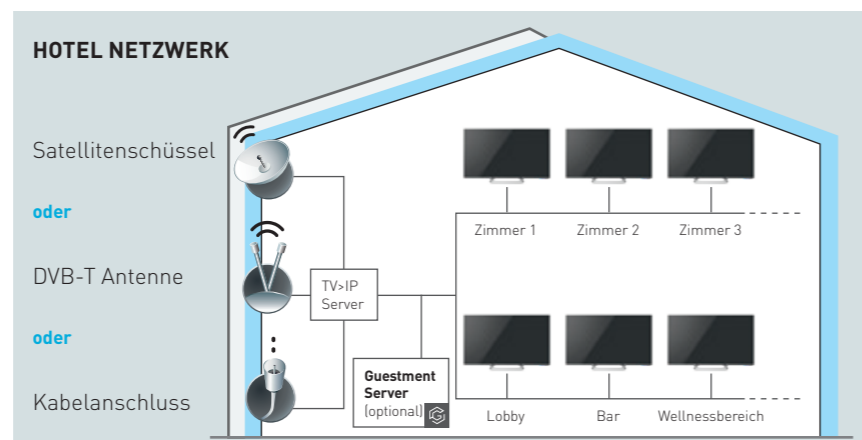 HOTEL NETZWERK
Satellitenschüssel
oder
DVB-T Antenne
oder
Kabelanschluss
TV>IP
Server
Guestment
Server
(optional)
Zimmer 1
Zimmer 2
Zimmer 3
Lobby
Bar
Wellnessbereich